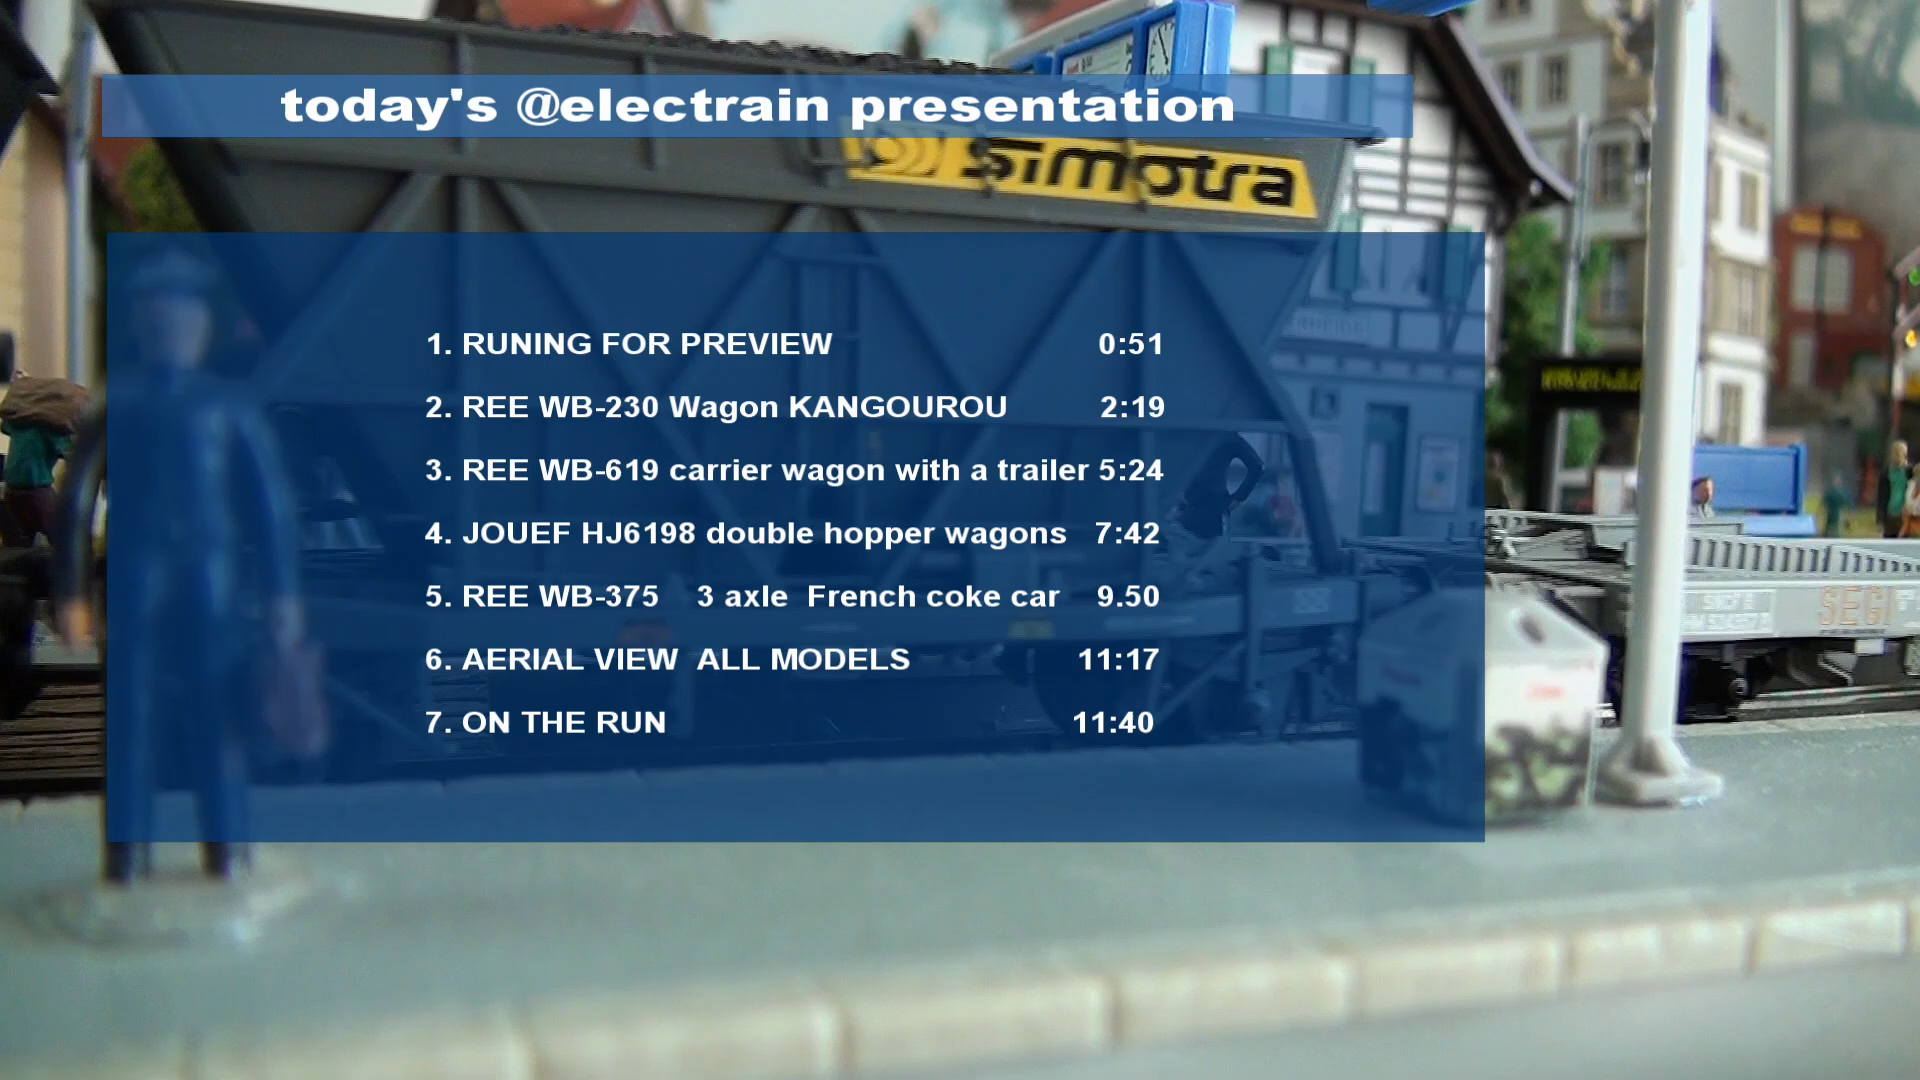 today's @electrain presentation
simotra
1. RUNING FOR PREVIEW 0:51
2. REE WB-230 Wagon KANGOUROU 2:19
3. REE WB-619 carrier wagon with a trailer 5:24
4. JOUEF HJ6198 double hopper wagons 7:42
5. REE WB-375 3 axle French coke car 9.50
6. AERIAL VIEW ALL MODELS 11:17
7. ON THE RUN 11:40
SEGI